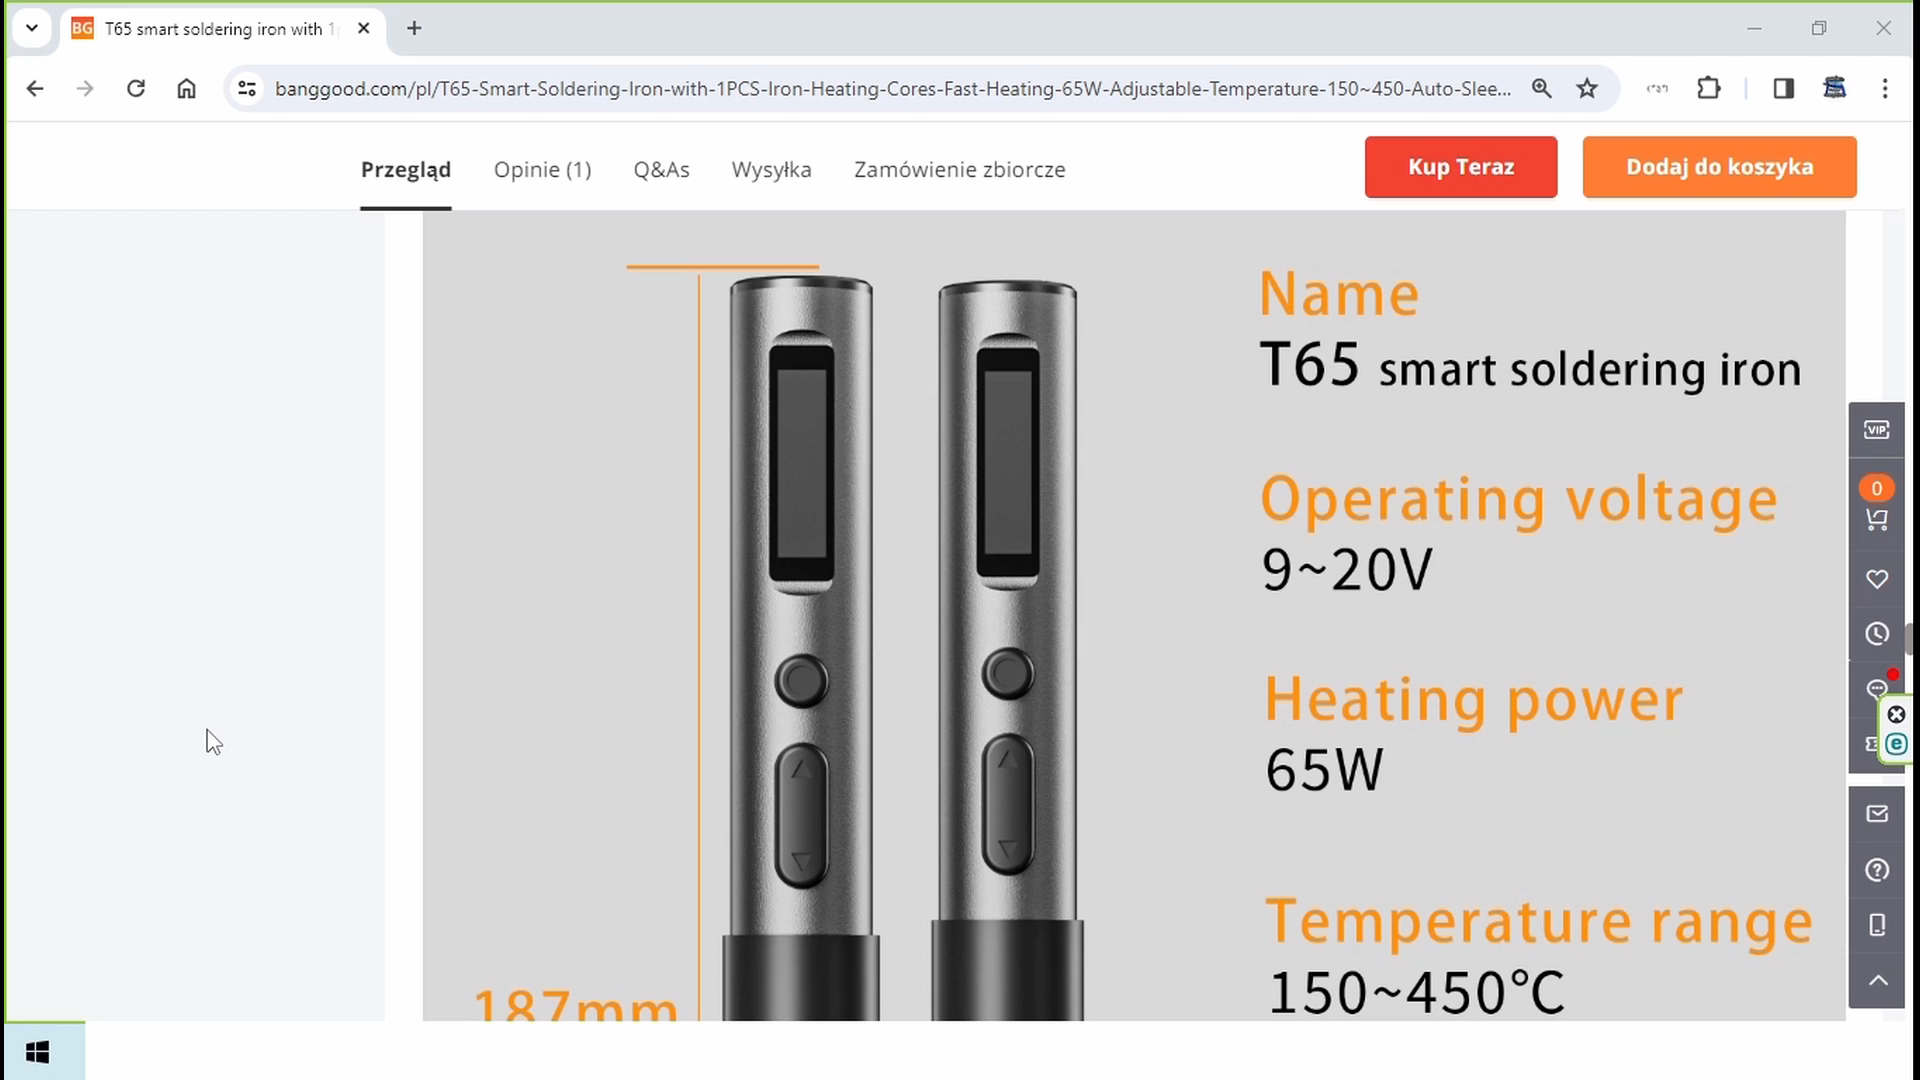 BG T65 smart soldering iron with
banggood.com/pl/T65-Smart-Soldering-Iron-with-1PCS-Iron-Heating-Cores-Fast-Heating-65W-Adjustable-Temperature-150~450-Auto-Slee...
Przegląd Opinie (1) Q&As Wysyłka Zamówienie zbiorcze Kup Teraz Dodaj do koszyka
Name
T65 smart soldering iron
VIP
Operating voltage
0
9~20V
Heating power
65W
Temperature range
150~450°C
187mm